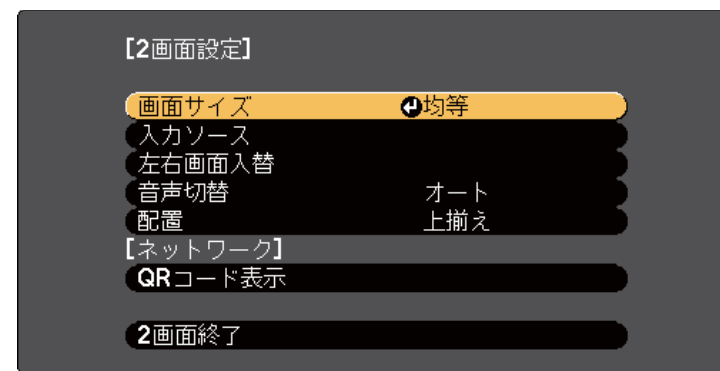 [2画面設定]
画面サイズ 均等
入力ソース
左右画面入替
音声切替 オート
配置 上揃え
[ネットワーク]
QRコード表示
2画面終了